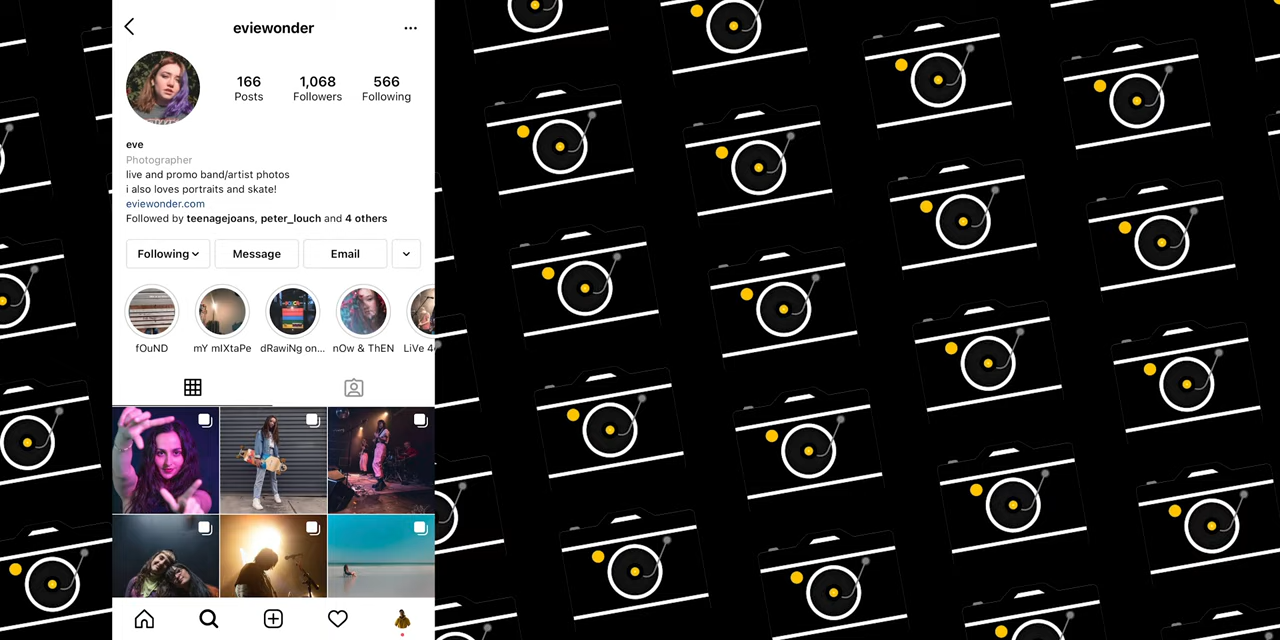 eviewonder
166
1,068
566
Posts
Followers
Following
eve
Photographer
live and promo band/artist photos
i also loves portraits and skate!
eviewonder.com
Followed by teenagejoans, peter_louch and 4 others
Following
Message
Email
fOuND
mY mIXtaPe
dRawiNg on...
nOw & ThEN
LiVe 4